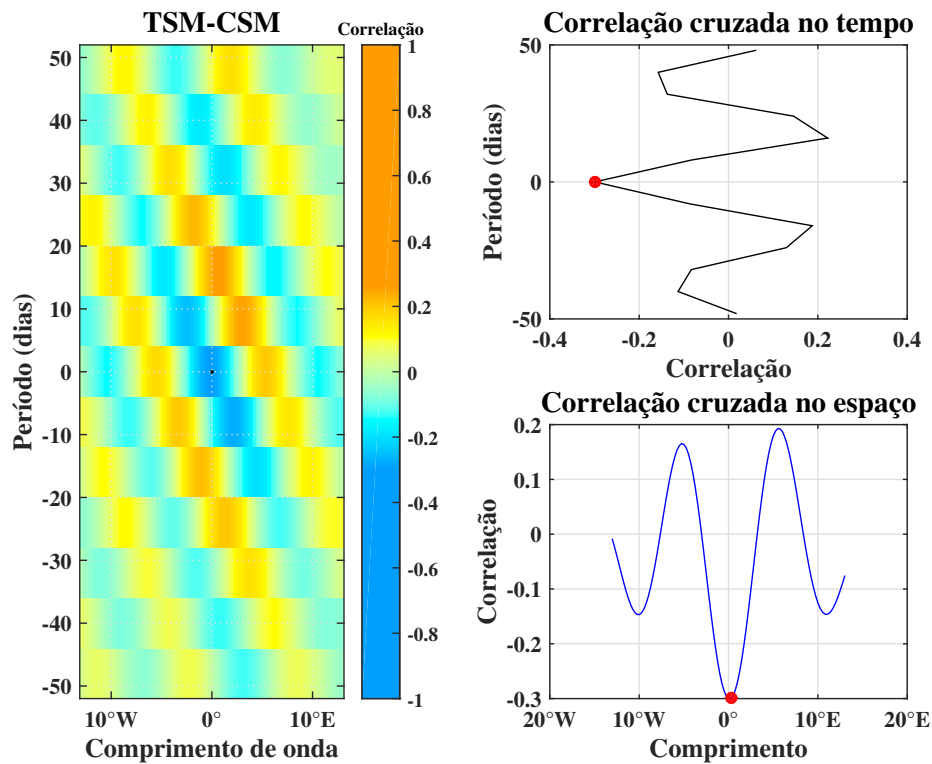 TSM-CSM
Correlação
50
40
30
20
10
0
-10
-20
-30
-40
-50
Período (dias)
10°W
0°
10°E
Comprimento de onda
1
0.8
0.6
0.4
0.2
0
-0.2
-0.4
-0.6
-0.8
-1
Correlação cruzada no tempo
50
0
-50
Período (dias)
-0.4
-0.2
0
0.2
0.4
Correlação
Correlação cruzada no espaço
0.2
0.1
0
-0.1
-0.2
-0.3
Correlação
20°W
10°W
0°
10°E
20°E
Comprimento